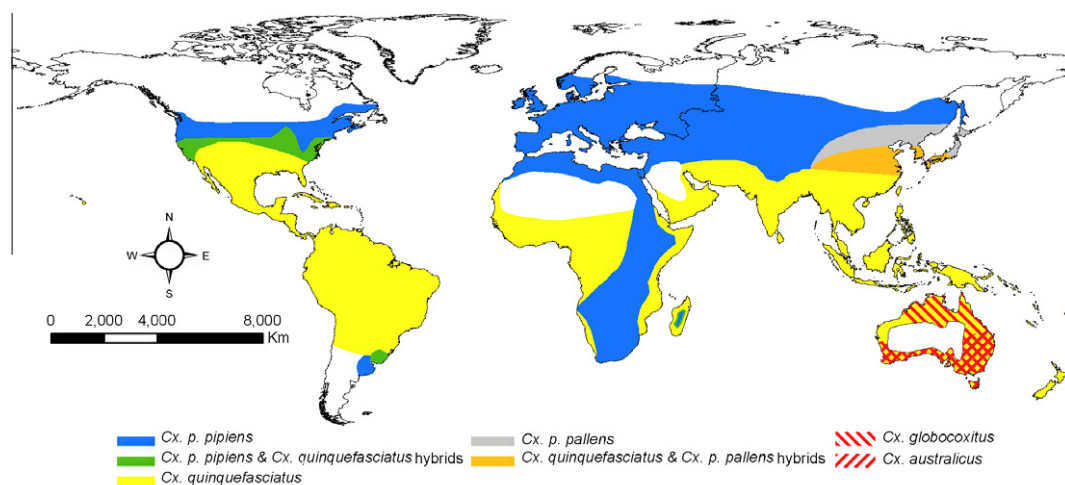 N
W E
S
0 2,000 4,000 8,000
Km
Cx. p. pipiens
Cx. p. pipiens & Cx. quinquefasciatus hybrids
Cx. quinquefasciatus
Cx. p. pallens
Cx. quinquefasciatus & Cx. p. pallens hybrids
Cx. globocoxitus
Cx. australicus